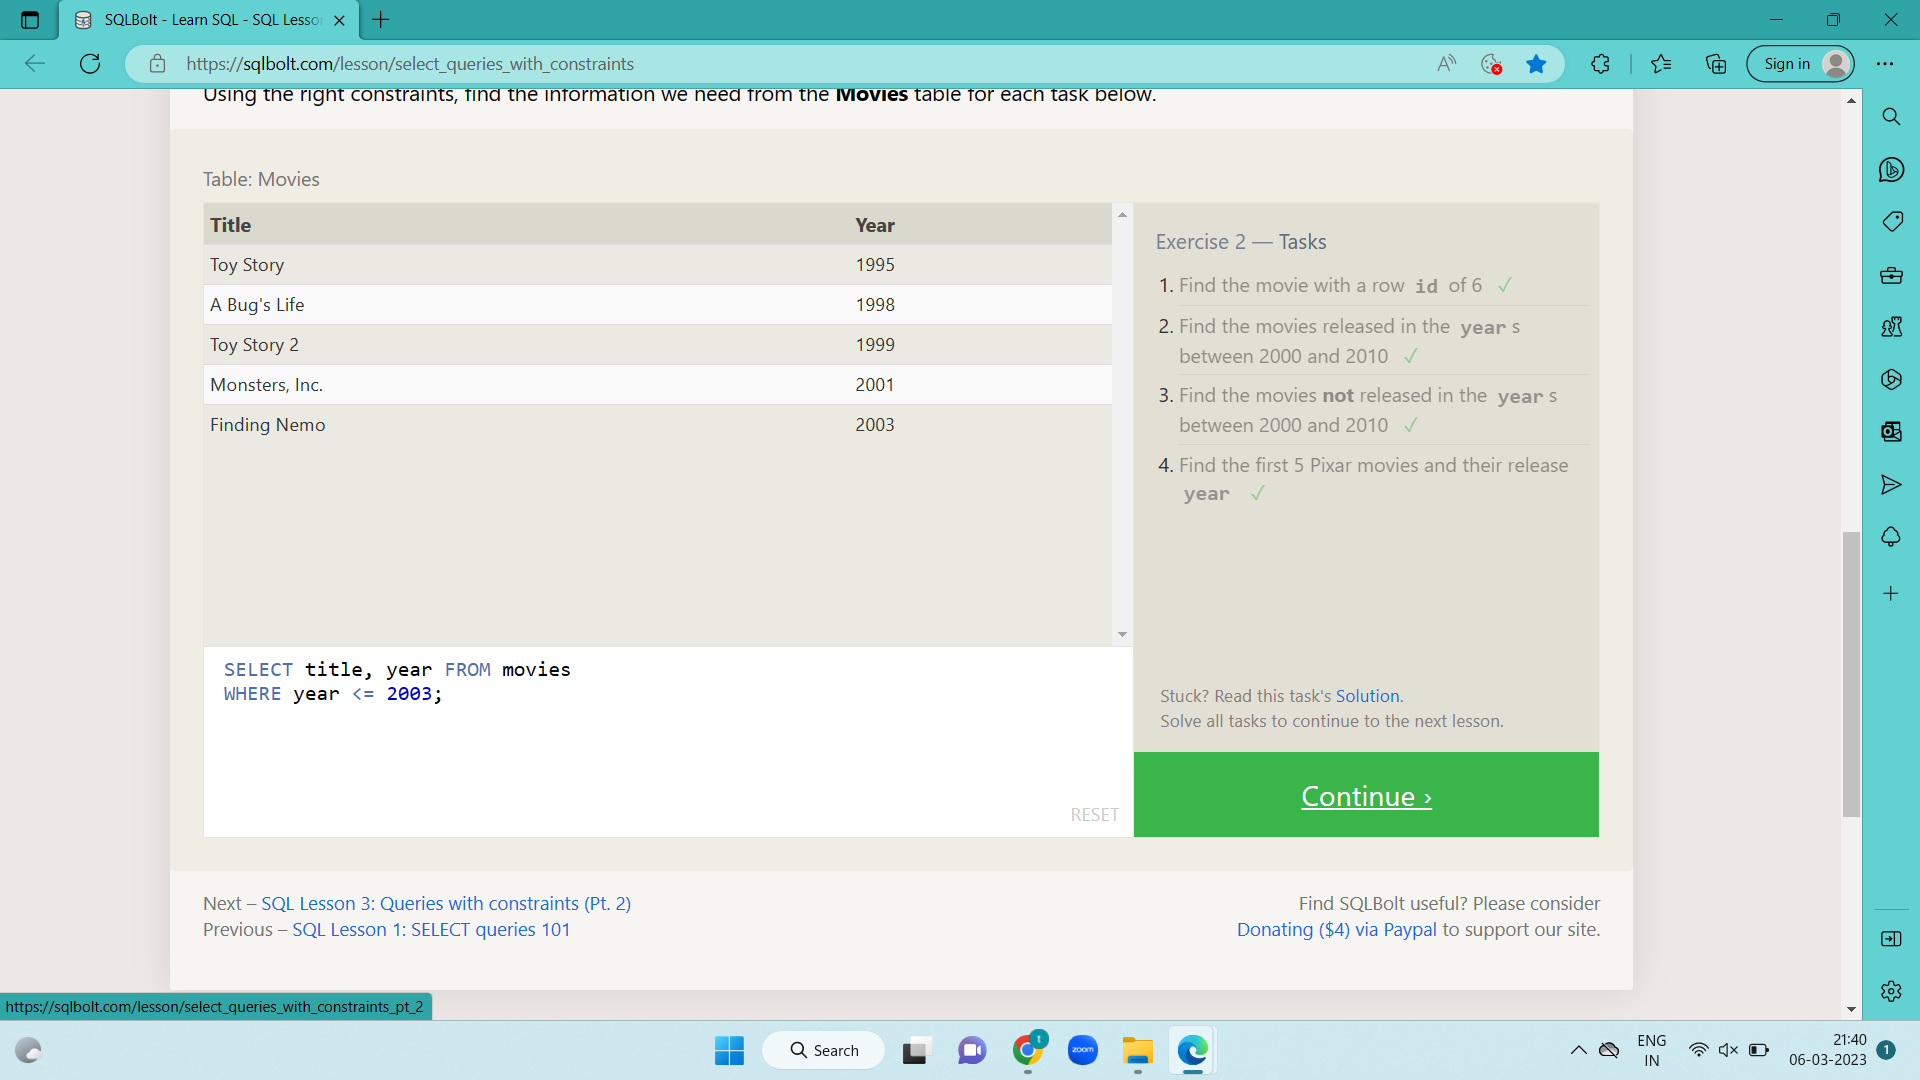 SQLBolt - Learn SQL - SQL Lesso
https://sqlbolt.com/lesson/select_queries_with_constraints
Sign in
Using the right constraints, find the information we need from the Movies table for each task below.
Table: Movies
Title Year
Toy Story 1995
A Bug's Life 1998
Toy Story 2 1999
Monsters, Inc. 2001
Finding Nemo 2003
Exercise 2 — Tasks
1. Find the movie with a row id of 6 ✓
2. Find the movies released in the year s
between 2000 and 2010 ✓
3. Find the movies not released in the year s
between 2000 and 2010 ✓
4. Find the first 5 Pixar movies and their release
year ✓
SELECT title, year FROM movies
WHERE year <= 2003;
RESET
Stuck? Read this task's Solution.
Solve all tasks to continue to the next lesson.
Continue ›
Next – SQL Lesson 3: Queries with constraints (Pt. 2)
Previous – SQL Lesson 1: SELECT queries 101
Find SQLBolt useful? Please consider
Donating ($4) via Paypal to support our site.
https://sqlbolt.com/lesson/select_queries_with_constraints_pt_2
Search
t
zoom
ENG
IN
21:40
06-03-2023
1